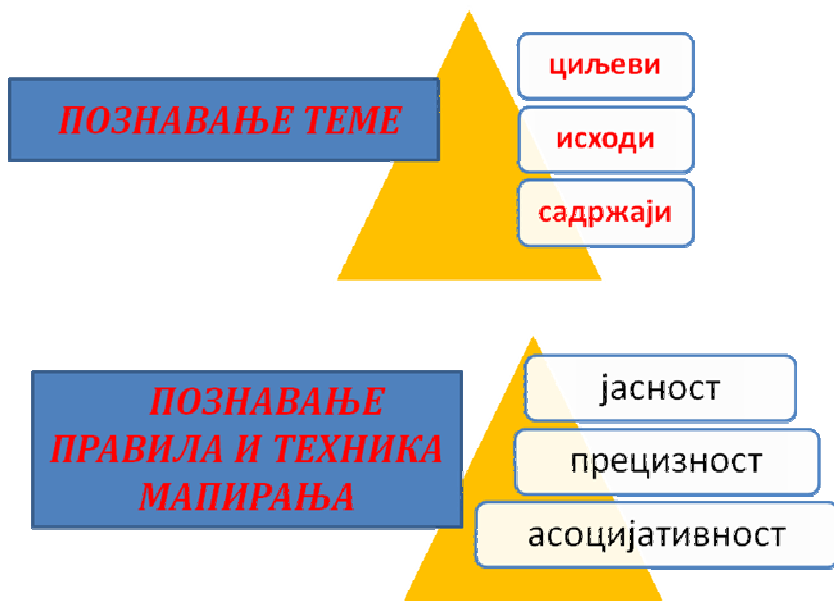 ПОЗНАВАЊЕ ТЕМЕ
циљеви
исходи
садржаји
ПОЗНАВАЊЕ
ПРАВИЛА И ТЕХНИКА
МАПИРАЊА
јасност
прецизност
асоцијативност